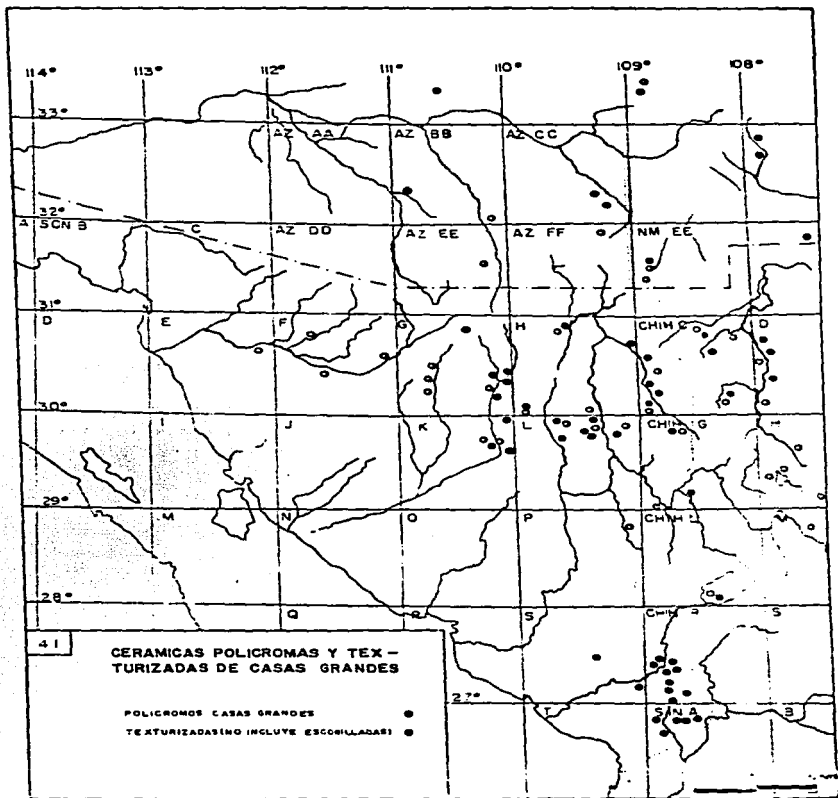 114° 113° 112° 111° 110° 109° 108°
33°
AZ AA AZ BB AZ CC
32°
A SCN B C AZ DD AZ EE AZ FF NM EE
31°
D E F G H CHIH C D
30°
I J K L CHIH G H
29°
M N O P CHIH L M
28°
Q R S CHIH Q S
41
CERAMICAS POLICROMAS Y TEX-
TURIZADAS DE CASAS GRANDES
27°
T SIN A B
POLICROMOS CASAS GRANDES
TEXTURIZADAS (NO INCLUYE ESCOBILLADAS)